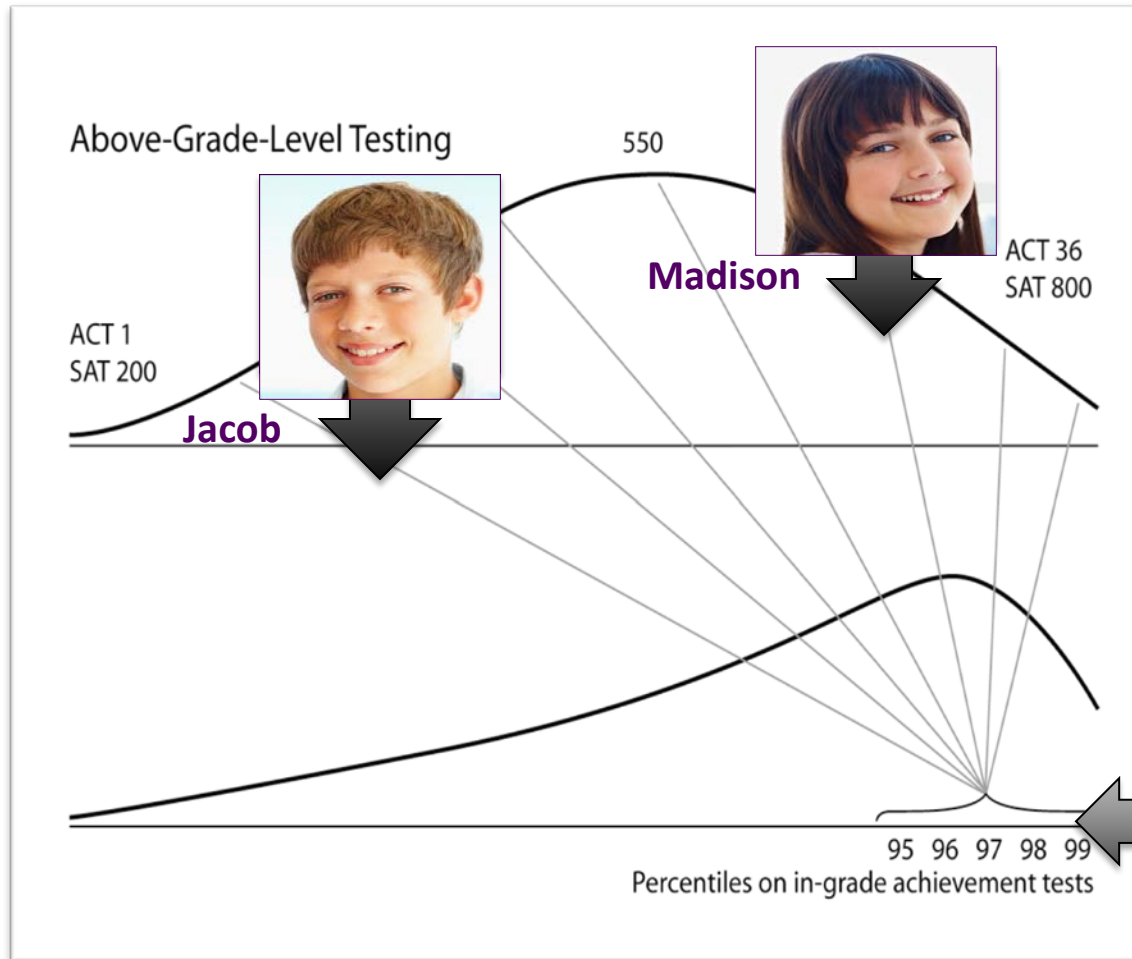 Above-Grade-Level Testing
550
Madison
ACT 36
SAT 800
ACT 1
SAT 200
Jacob
95 96 97 98 99
Percentiles on in-grade achievement tests